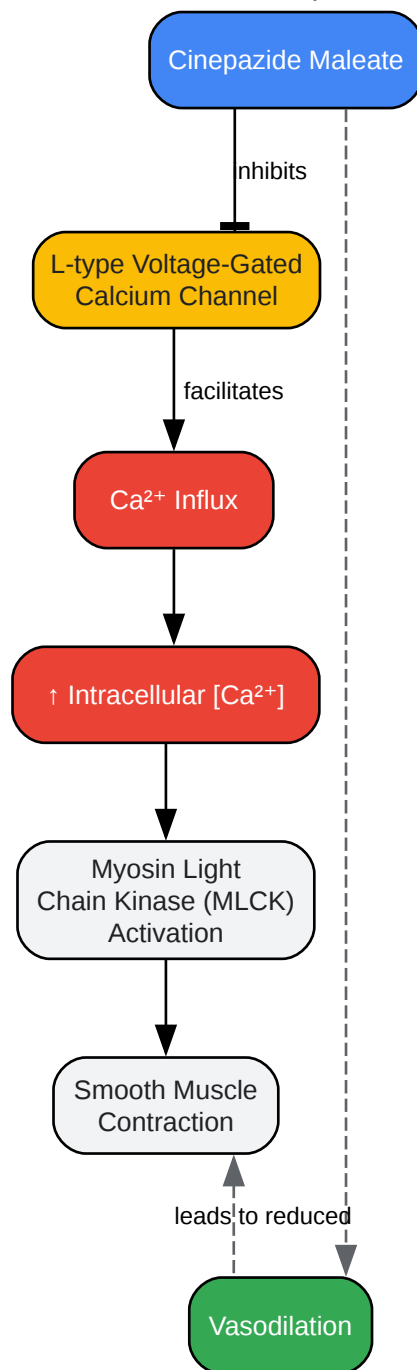 Cinepazide Maleate
inhibits
L-type Voltage-Gated
Calcium Channel
facilitates
Ca²⁺ Influx
↑ Intracellular [Ca²⁺]
Myosin Light
Chain Kinase (MLCK)
Activation
Smooth Muscle
Contraction
leads to reduced
Vasodilation